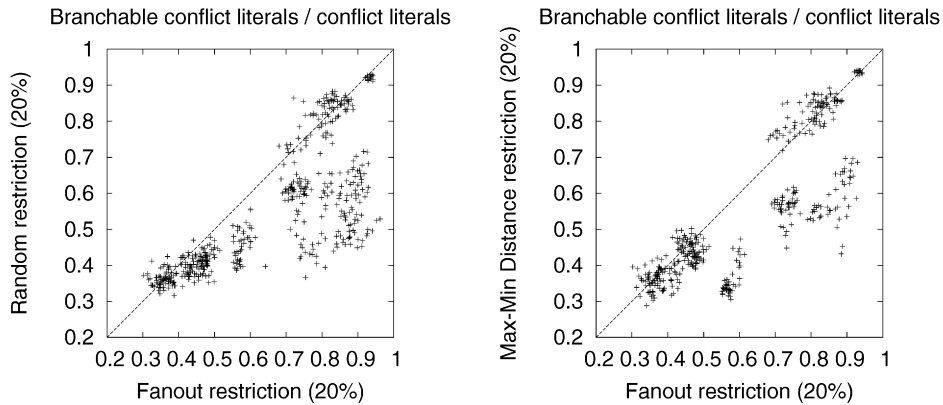 Branchable conflict literals / conflict literals
Random restriction (20%)
1
0.9
0.8
0.7
0.6
0.5
0.4
0.3
0.2
0.2 0.3 0.4 0.5 0.6 0.7 0.8 0.9 1
Fanout restriction (20%)
Branchable conflict literals / conflict literals
Max-Min Distance restriction (20%)
1
0.9
0.8
0.7
0.6
0.5
0.4
0.3
0.2
0.2 0.3 0.4 0.5 0.6 0.7 0.8 0.9 1
Fanout restriction (20%)